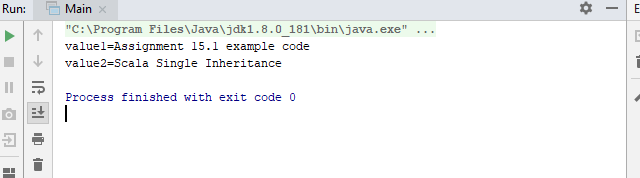 Run: Main
"C:\Program Files\Java\jdk1.8.0_181\bin\java.exe" ...
value1=Assignment 15.1 example code
value2=Scala Single Inheritance
Process finished with exit code 0